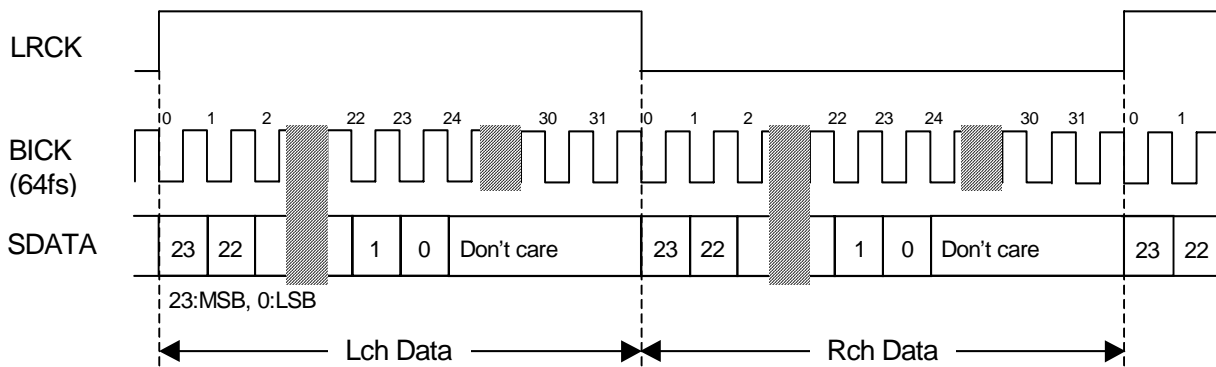 LRCK
0 1 2 22 23 24 30 31 0 1 2 22 23 24 30 31 0 1
BICK
(64fs)
SDATA 23 22 1 0 Don't care 23 22 1 0 Don't care 23 22
23:MSB, 0:LSB
Lch Data Rch Data